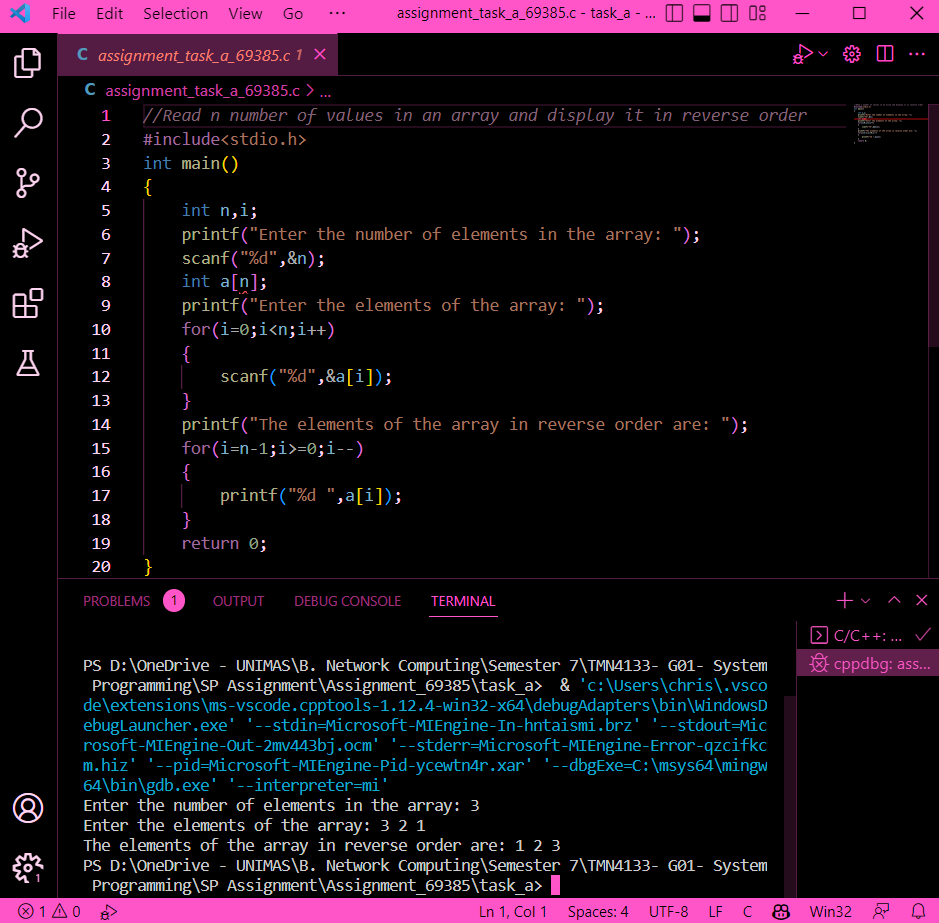 File Edit Selection View Go ··· assignment_task_a_69385.c - task_a - ...
C assignment_task_a_69385.c 1
C assignment_task_a_69385.c > ...
1 //Read n number of values in an array and display it in reverse order
2 #include<stdio.h>
3 int main()
4 {
5 int n,i;
6 printf("Enter the number of elements in the array: ");
7 scanf("%d",&n);
8 int a[n];
9 printf("Enter the elements of the array: ");
10 for(i=0;i<n;i++)
11 {
12 scanf("%d",&a[i]);
13 }
14 printf("The elements of the array in reverse order are: ");
15 for(i=n-1;i>=0;i--)
16 {
17 printf("%d ",a[i]);
18 }
19 return 0;
20 }
PROBLEMS 1 OUTPUT DEBUG CONSOLE TERMINAL
C/C++: ...
cppdbg: ass...
PS D:\OneDrive - UNIMAS\B. Network Computing\Semester 7\TMN4133- G01- System
Programming\SP Assignment\Assignment_69385\task_a> & 'c:\Users\chris\.vsco
de\extensions\ms-vscode.cpptools-1.12.4-win32-x64\debugAdapters\bin\WindowsD
ebugLauncher.exe' '--stdin=Microsoft-MIEngine-In-hntaismi.brz' '--stdout=Mic
rosoft-MIEngine-Out-2mv443bj.ocm' '--stderr=Microsoft-MIEngine-Error-qzcifkc
m.hiz' '--pid=Microsoft-MIEngine-Pid-ycewtn4r.xar' '--dbgExe=C:\msys64\mingw
64\bin\gdb.exe' '--interpreter=mi'
Enter the number of elements in the array: 3
Enter the elements of the array: 3 2 1
The elements of the array in reverse order are: 1 2 3
PS D:\OneDrive - UNIMAS\B. Network Computing\Semester 7\TMN4133- G01- System
Programming\SP Assignment\Assignment_69385\task_a>
1
1 0 Ln 1, Col 1 Spaces: 4 UTF-8 LF C Win32